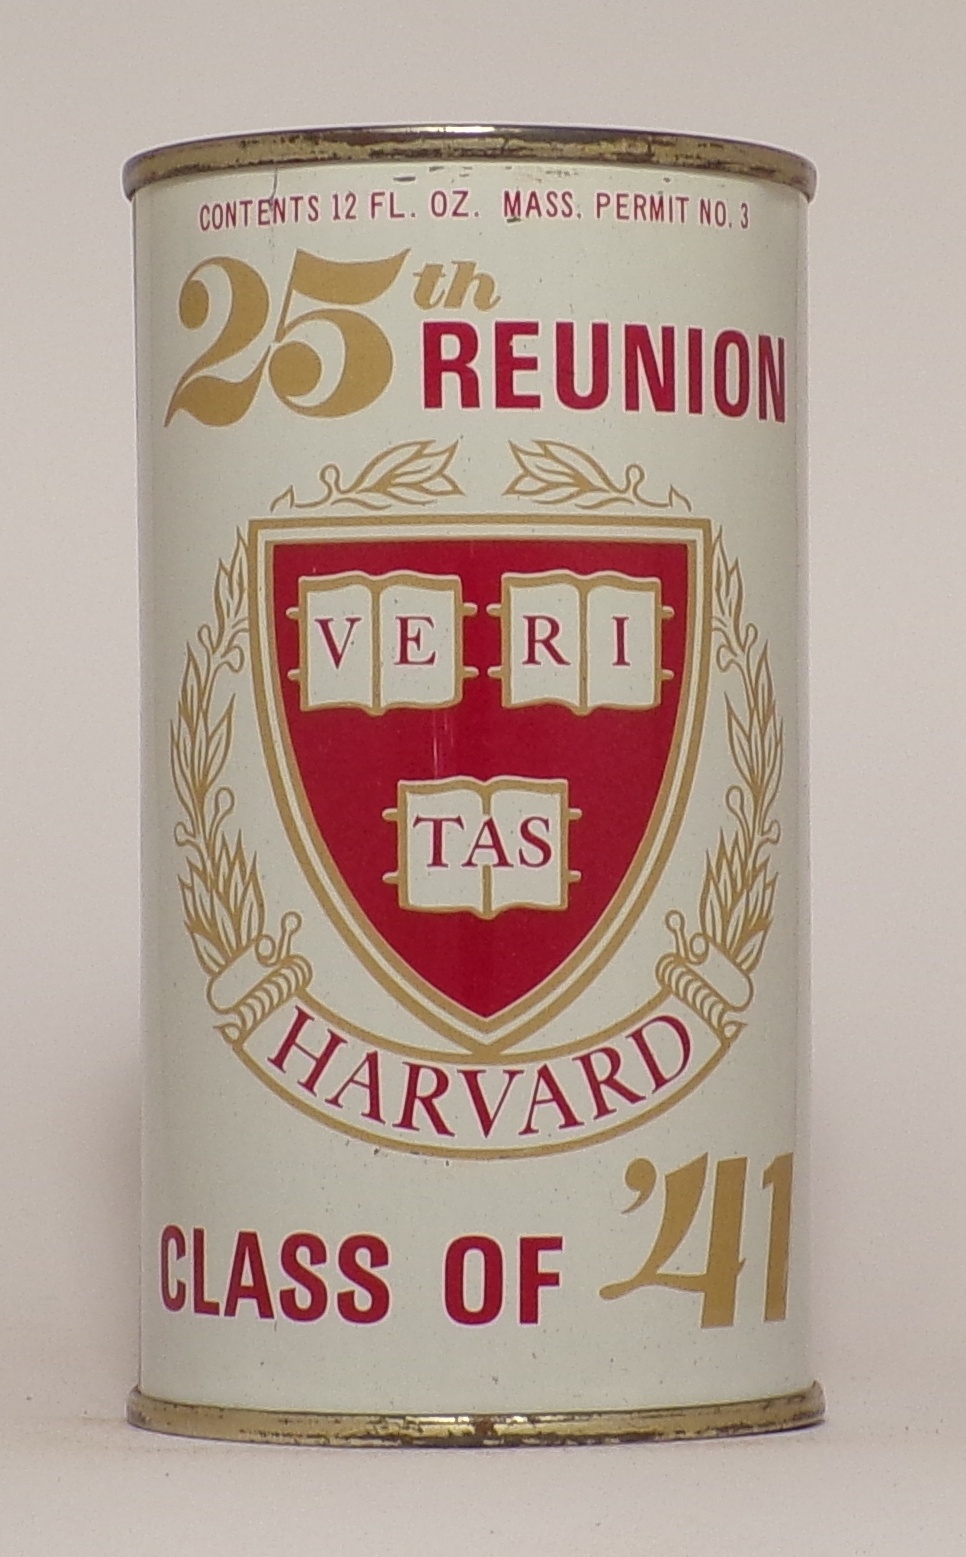 CONTENTS 12 FL. OZ. MASS. PERMIT NO. 3
25th
REUNION
VE RI
TAS
HARVARD
CLASS OF '41